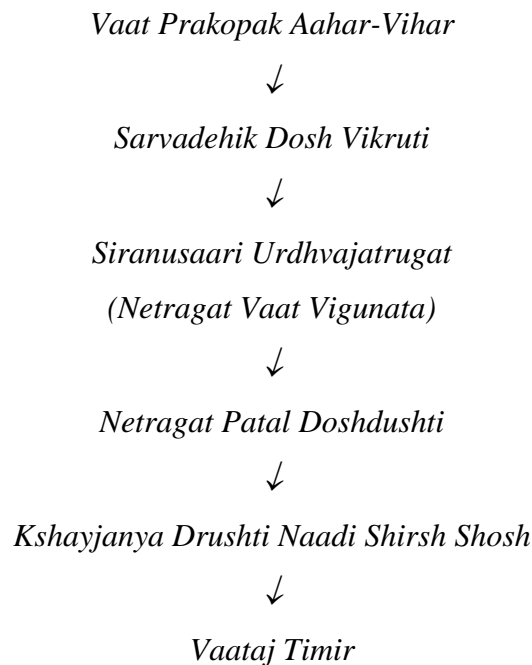 Vaat Prakopak Aahar-Vihar
↓
Sarvadehik Dosh Vikruti
↓
Siranusaari Urdhvajatrugat
(Netragat Vaat Vigunata)
↓
Netragat Patal Doshdushti
↓
Kshayjanya Drushti Naadi Shirsh Shosh
↓
Vaataj Timir